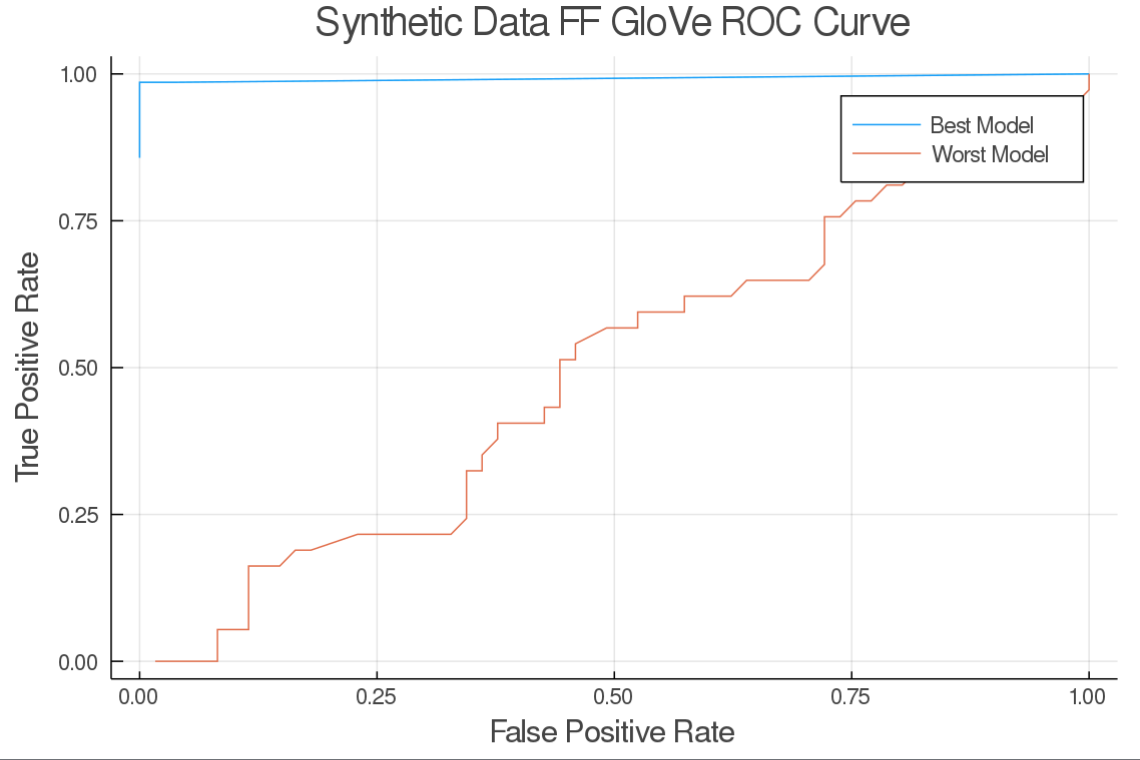 Synthetic Data FF GloVe ROC Curve
1.00
Best Model
Worst Model
0.75
True Positive Rate
0.50
0.25
0.00
0.00 0.25 0.50 0.75 1.00
False Positive Rate